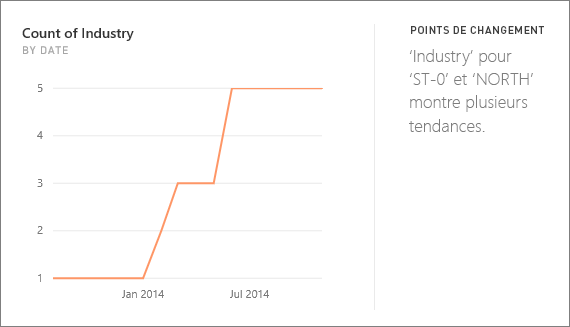 Count of Industry
BY DATE
5
4
3
2
1
Jan 2014
Jul 2014
POINTS DE CHANGEMENT
‘Industry’ pour
‘ST-0’ et ‘NORTH’
montre plusieurs
tendances.